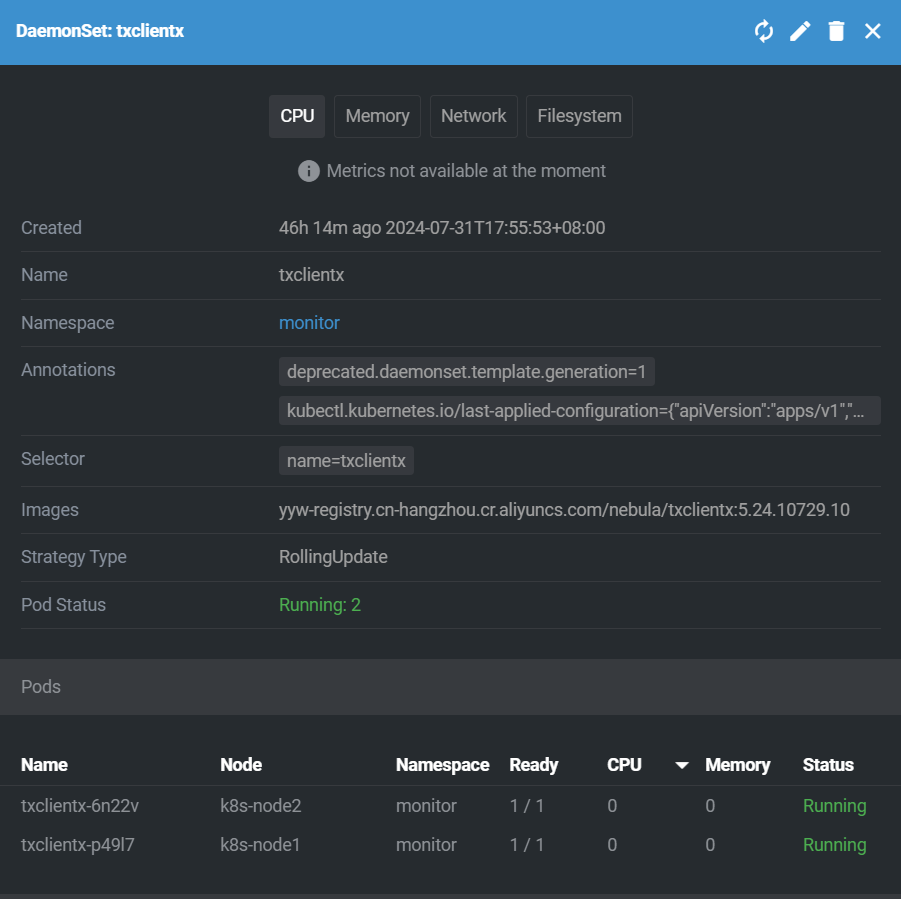 DaemonSet: txclientx
CPU Memory Network Filesystem
Metrics not available at the moment
Created 46h 14m ago 2024-07-31T17:55:53+08:00
Name txclientx
Namespace monitor
Annotations deprecated.daemonset.template.generation=1
kubectl.kubernetes.io/last-applied-configuration={"apiVersion":"apps/v1","...
Selector name=txclientx
Images yyw-registry.cn-hangzhou.cr.aliyuncs.com/nebula/txclientx:5.24.10729.10
Strategy Type RollingUpdate
Pod Status Running: 2
Pods
Name Node Namespace Ready CPU Memory Status
txclientx-6n22v k8s-node2 monitor 1 / 1 0 0 Running
txclientx-p49l7 k8s-node1 monitor 1 / 1 0 0 Running